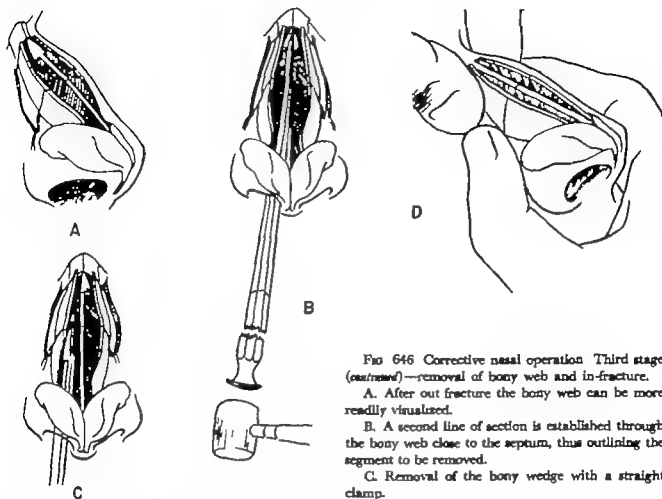 A
B
C
D
FIG 646 Corrective nasal operation Third stage
(continued)—removal of bony web and in-fracture.
A. After out fracture the bony web can be more
readily visualized.
B. A second line of section is established through
the bony web close to the septum, thus outlining the
segment to be removed.
C. Removal of the bony wedge with a straight
clamp.